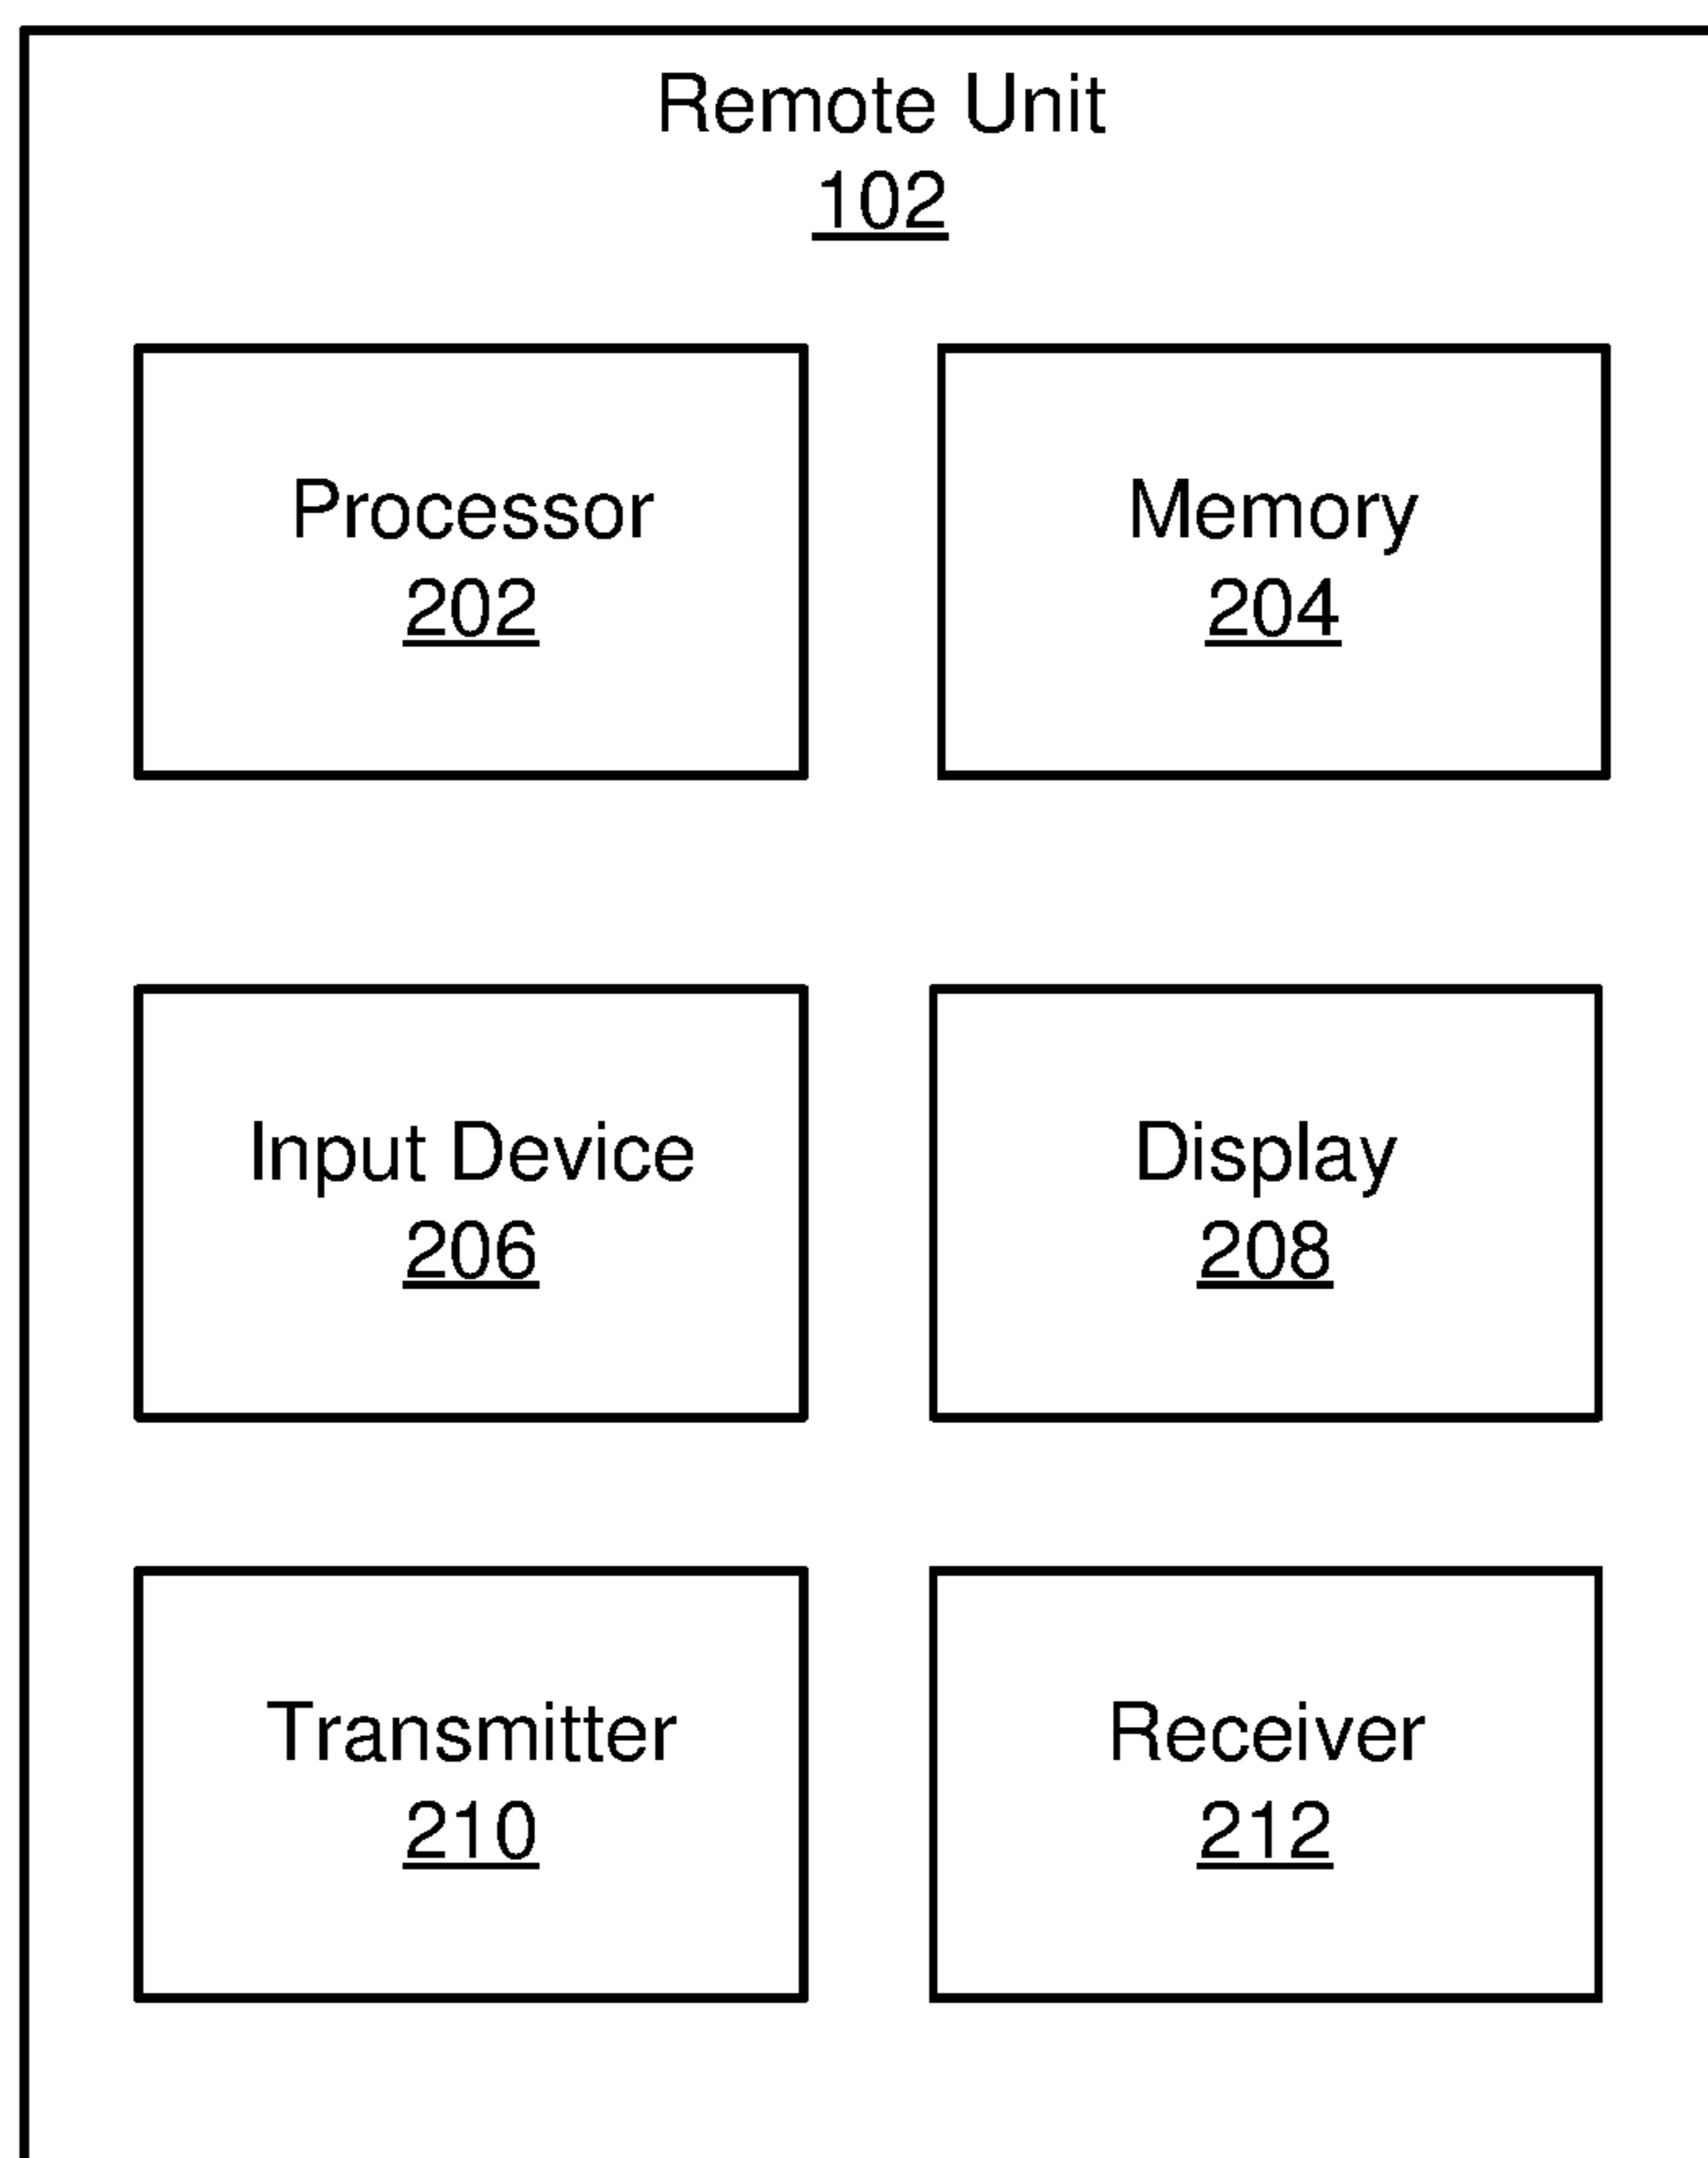 Remote Unit
102
Processor
202
Memory
204
Input Device
206
Display
208
Transmitter
210
Receiver
212